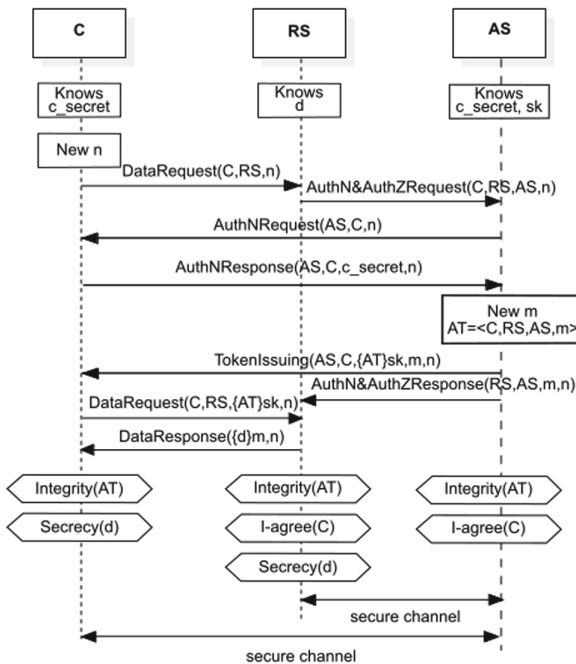 C
RS
AS
Knows
c_secret
Knows
d
Knows
c_secret, sk
New n
DataRequest(C,RS,n)
AuthN&AuthZRequest(C,RS,AS,n)
AuthNRequest(AS,C,n)
AuthNResponse(AS,C,c_secret,n)
New m
AT=<C,RS,AS,m>
TokenIssuing(AS,C,{AT}sk,m,n)
AuthN&AuthZResponse(RS,AS,m,n)
DataRequest(C,RS,{AT}sk,n)
DataResponse({d}m,n)
Integrity(AT)
Integrity(AT)
Integrity(AT)
Secrecy(d)
I-agree(C)
I-agree(C)
Secrecy(d)
secure channel
secure channel